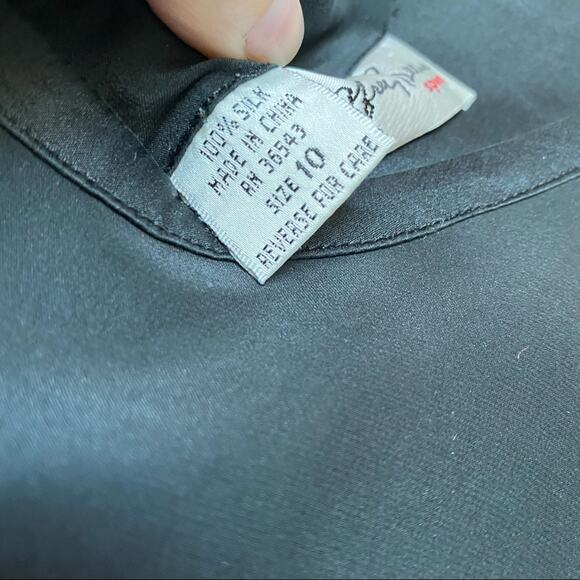 100% SILK
MADE IN CHINA
RN 36543
SIZE 10
REVERSE FOR CARE